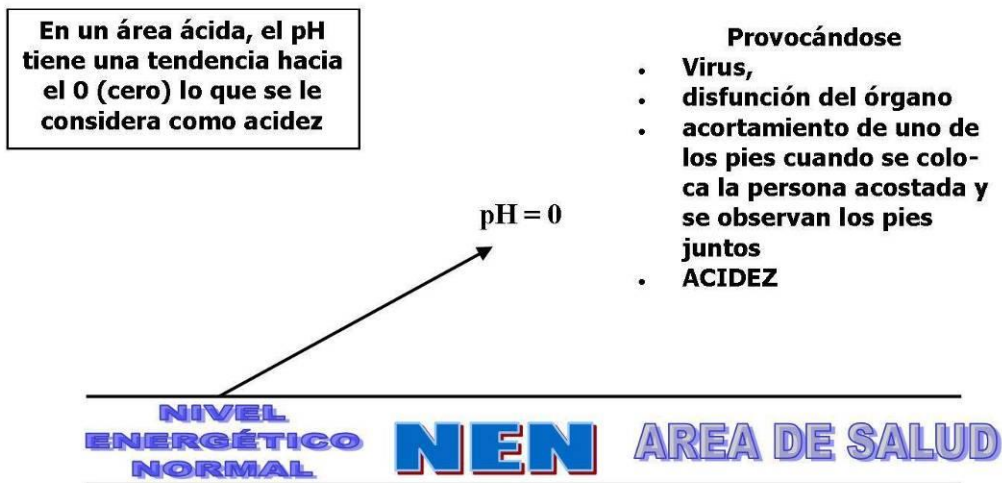 En un área ácida, el pH
tiene una tendencia hacia
el 0 (cero) lo que se le
considera como acidez
Provocándose
• Virus,
• disfunción del órgano
• acortamiento de uno de
los pies cuando se colo-
ca la persona acostada y
se observan los pies
juntos
• ACIDEZ
pH = 0
NIVEL
ENERGÉTICO
NORMAL
NEN
AREA DE SALUD